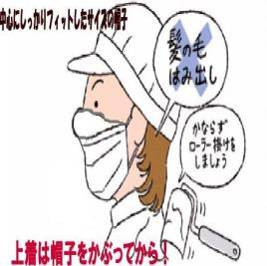 中心にしっかりフィットしたサイズの帽子
髪の毛
はみ出し
かならず
ローラー掛けを
しましょう
上着は帽子をかぶってから！